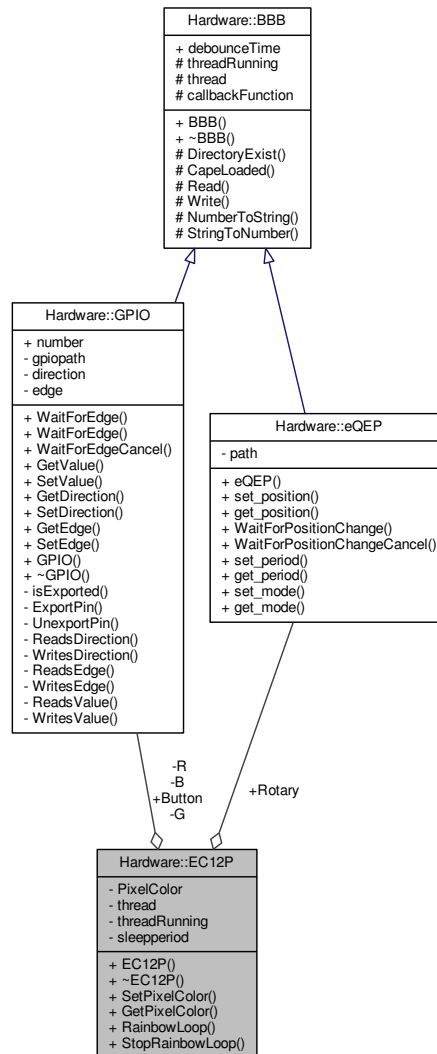 Hardware::BBB
+ debounceTime
# threadRunning
# thread
# callbackFunction
+ BBB()
+ ~BBB()
# DirectoryExist()
# CapeLoaded()
# Read()
# Write()
# NumberToString()
# StringToNumber()
Hardware::GPIO
+ number
- gpiopath
- direction
- edge
+ WaitForEdge()
+ WaitForEdge()
+ WaitForEdgeCancel()
+ GetValue()
+ SetValue()
+ GetDirection()
+ SetDirection()
+ GetEdge()
+ SetEdge()
+ GPIO()
+ ~GPIO()
- isExported()
- ExportPin()
- UnexportPin()
- ReadsDirection()
- WritesDirection()
- ReadsEdge()
- WritesEdge()
- ReadsValue()
- WritesValue()
Hardware::eQEP
- path
+ eQEP()
+ set_position()
+ get_position()
+ WaitForPositionChange()
+ WaitForPositionChangeCancel()
+ set_period()
+ get_period()
+ set_mode()
+ get_mode()
-R
-B
+Button
-G
+Rotary
Hardware::EC12P
- PixelColor
- thread
- threadRunning
- sleepperiod
+ EC12P()
+ ~EC12P()
+ SetPixelColor()
+ GetPixelColor()
+ RainbowLoop()
+ StopRainbowLoop()